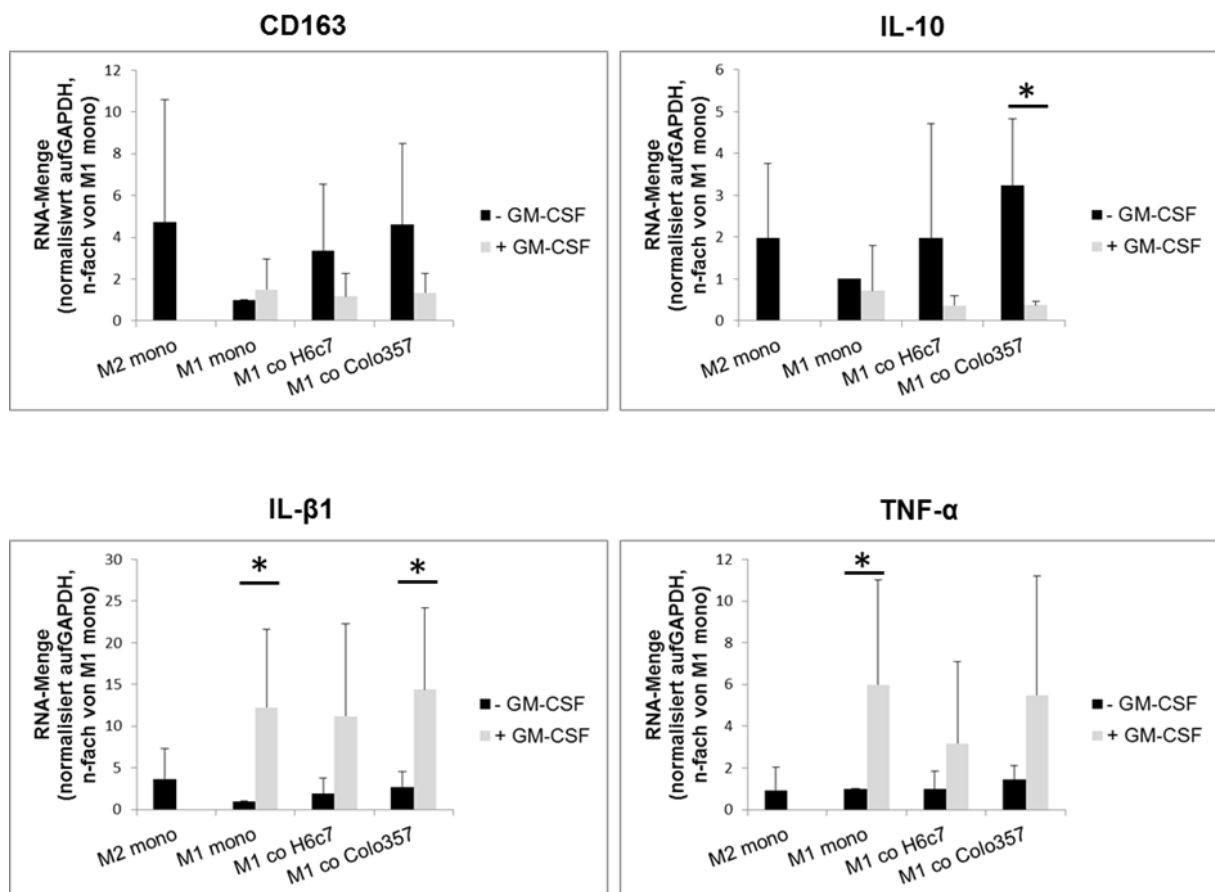 CD163
RNA-Menge
(normalisiwrt aufGAPDH,
n-fach von M1 mono)
12
10
8
6
4
2
0
M2 mono
M1 mono
M1 co H6c7
M1 co Colo357
- GM-CSF
+ GM-CSF
IL-10
RNA-Menge
(normalisiert aufGAPDH,
n-fach von M1 mono)
6
5
4
3
2
1
0
*
M2 mono
M1 mono
M1 co H6c7
M1 co Colo357
- GM-CSF
+ GM-CSF
IL-β1
RNA-Menge
(normalisiert aufGAPDH,
n-fach von M1 mono)
30
25
20
15
10
5
0
*
*
M2 mono
M1 mono
M1 co H6c7
M1 co Colo357
- GM-CSF
+ GM-CSF
TNF-α
RNA-Menge
(normalisiert aufGAPDH,
n-fach von M1 mono)
12
10
8
6
4
2
0
*
M2 mono
M1 mono
M1 co H6c7
M1 co Colo357
- GM-CSF
+ GM-CSF